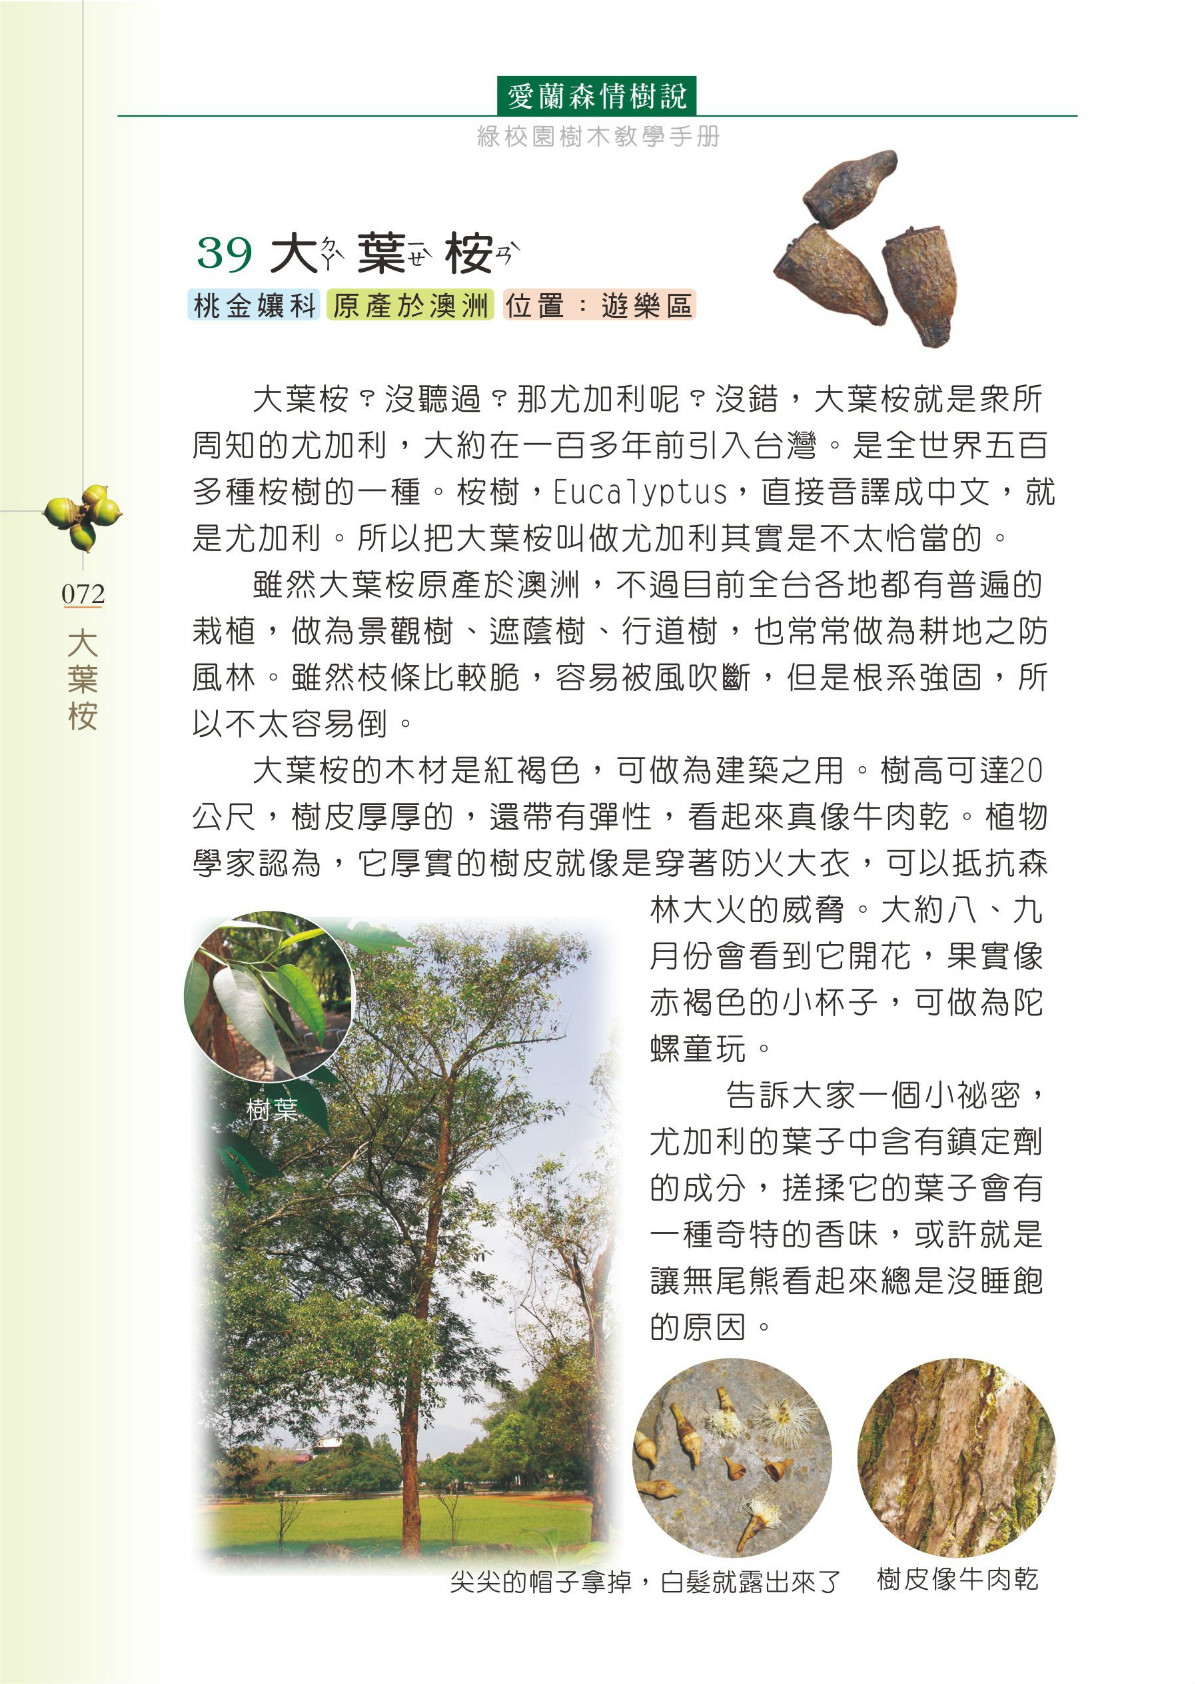 愛蘭森情樹說
綠校園樹木教學手册
39 大ㄉㄚˋ 葉ㄧㄝˋ 桉ㄢˋ
桃金孃科 原產於澳洲 位置：遊樂區
大葉桉？沒聽過？那尤加利呢？沒錯，大葉桉就是衆所
周知的尤加利，大約在一百多年前引入台灣。是全世界五百
多種桉樹的一種。桉樹，Eucalyptus，直接音譯成中文，就
是尤加利。所以把大葉桉叫做尤加利其實是不太恰當的。
雖然大葉桉原產於澳洲，不過目前全台各地都有普遍的
栽植，做為景觀樹、遮蔭樹、行道樹，也常常做為耕地之防
風林。雖然枝條比較脆，容易被風吹斷，但是根系強固，所
以不太容易倒。
大葉桉的木材是紅褐色，可做為建築之用。樹高可達20
公尺，樹皮厚厚的，還帶有彈性，看起來真像牛肉乾。植物
學家認為，它厚實的樹皮就像是穿著防火大衣，可以抵抗森
林大火的威脅。大約八、九
月份會看到它開花，果實像
赤褐色的小杯子，可做為陀
螺童玩。
告訴大家一個小祕密，
尤加利的葉子中含有鎮定劑
的成分，搓揉它的葉子會有
一種奇特的香味，或許就是
讓無尾熊看起來總是沒睡飽
的原因。
樹葉
尖尖的帽子拿掉，白髮就露出來了
樹皮像牛肉乾
072
大葉桉